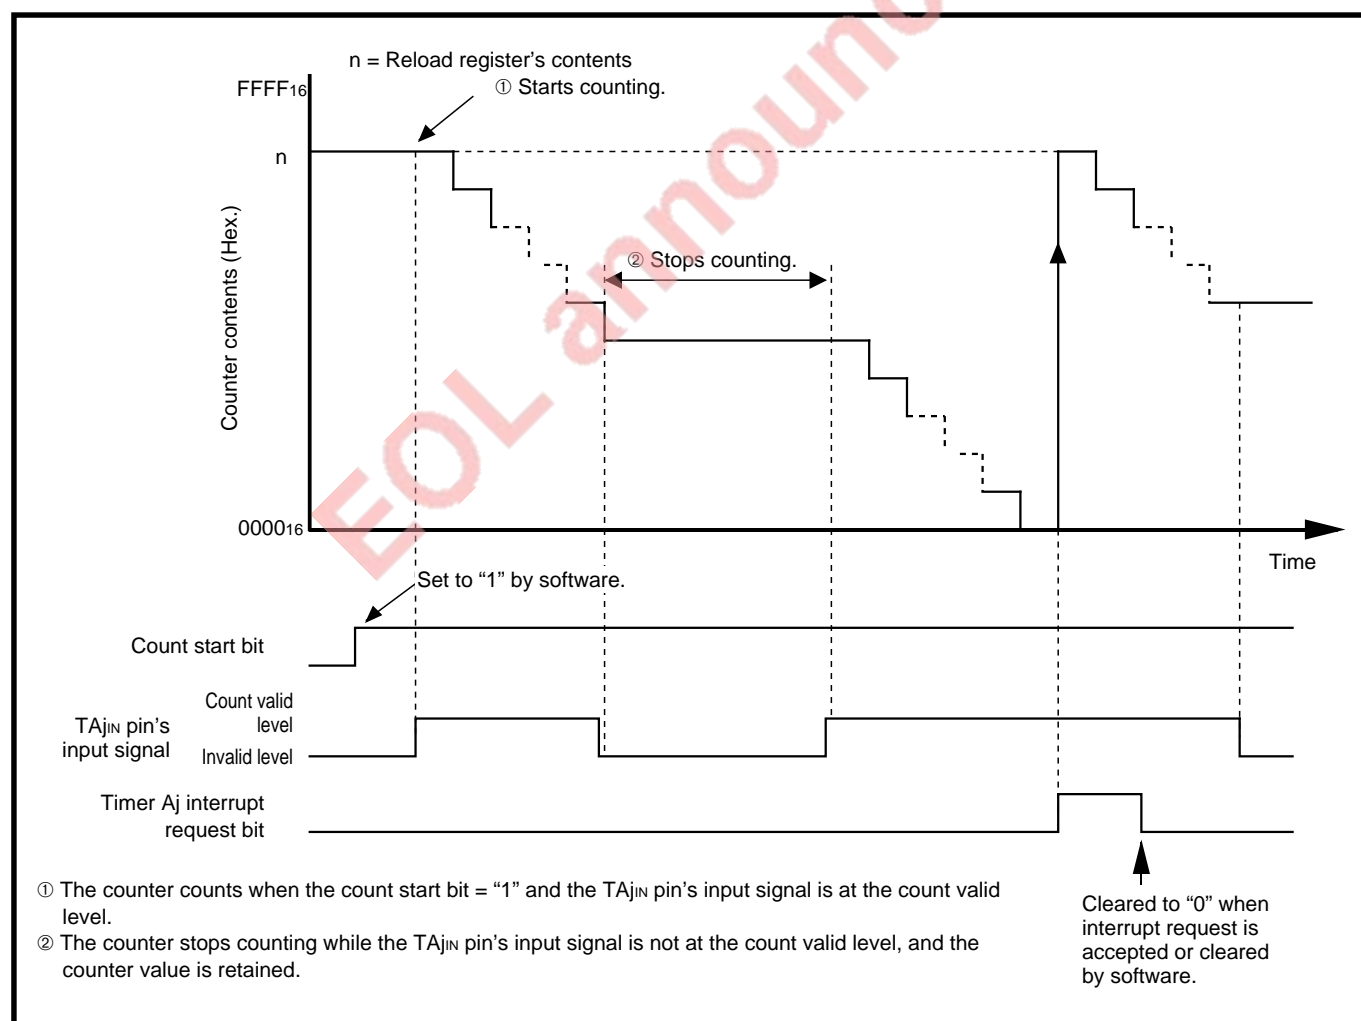 n = Reload register's contents
① Starts counting.
FFFF16
n
Counter contents (Hex.)
② Stops counting.
000016
Time
Set to “1” by software.
Count start bit
Count valid
level
TAjIN pin's
input signal
Invalid level
Timer Aj interrupt
request bit
① The counter counts when the count start bit = “1” and the TAjIN pin's input signal is at the count valid
level.
② The counter stops counting while the TAjIN pin's input signal is not at the count valid level, and the
counter value is retained.
Cleared to “0” when
interrupt request is
accepted or cleared
by software.
EOL announc